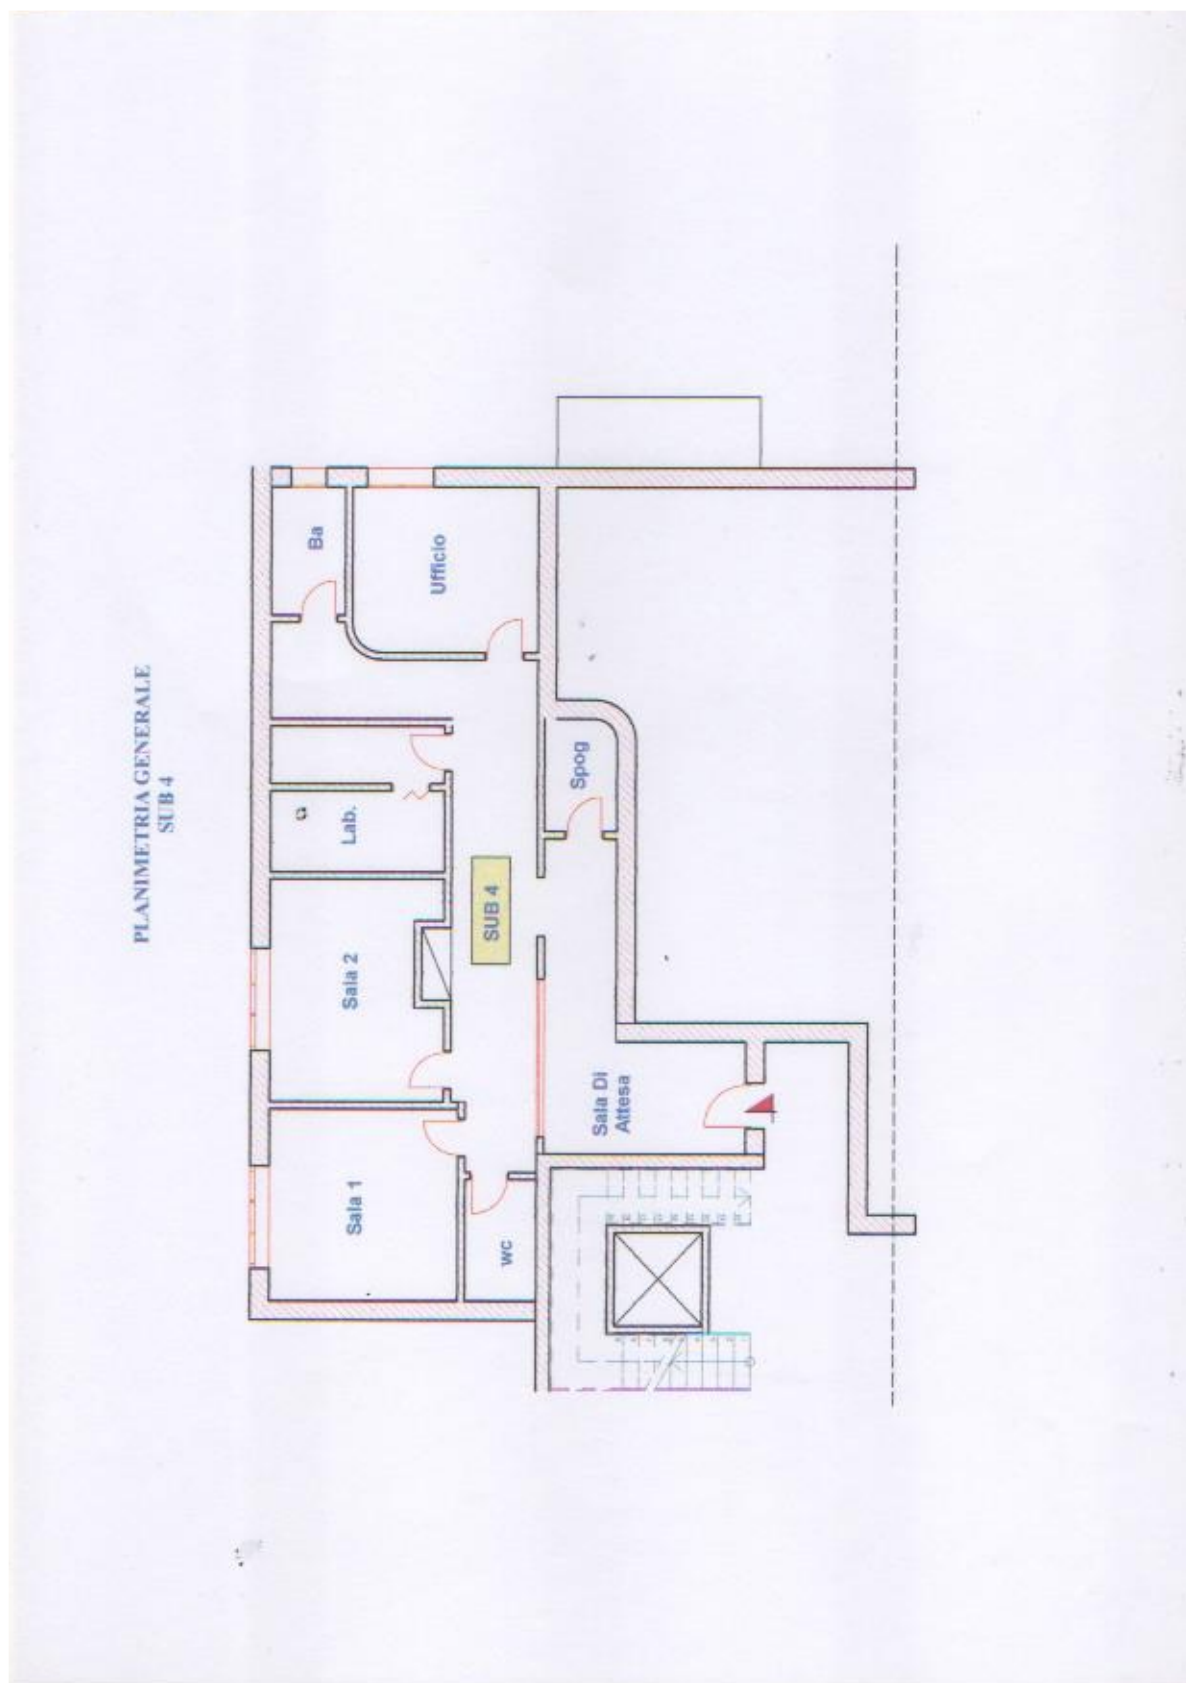 PLANIMETRIA GENERALE
SUB 4
Sala 1
Sala 2
Lab.
Ba
Ufficio
wc
SUB 4
Spog
Sala Di
Attesa